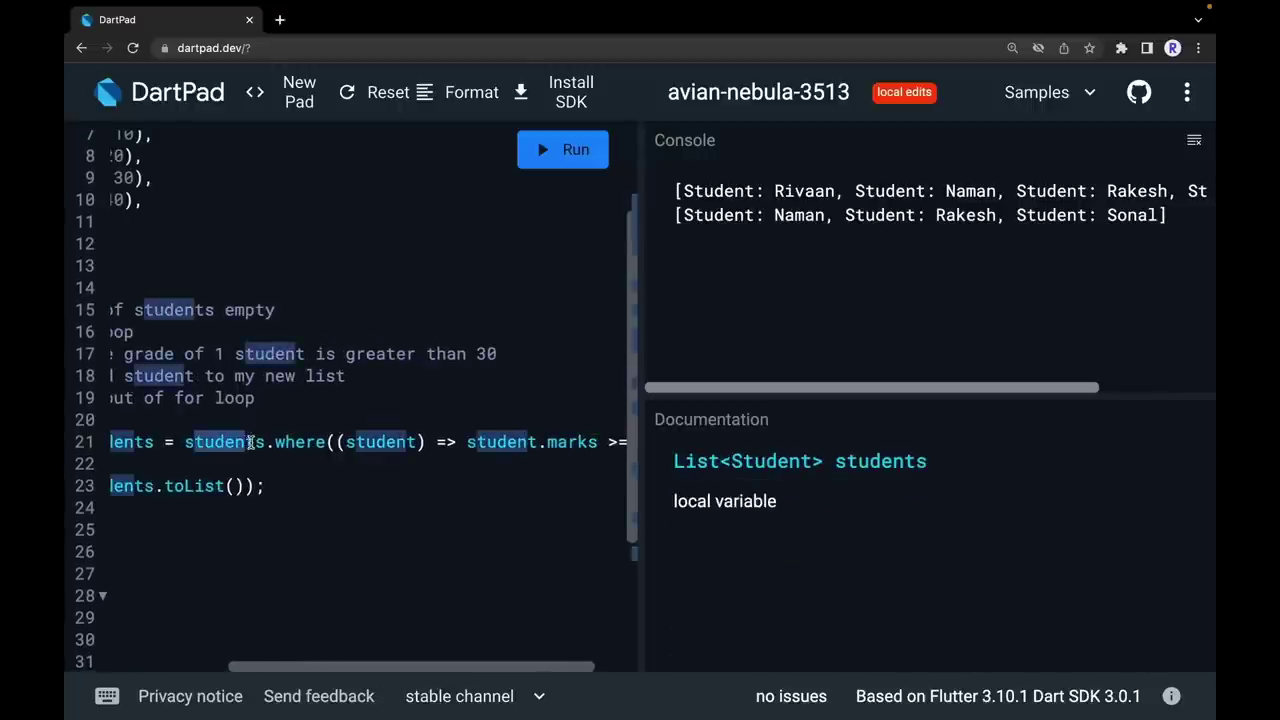 DartPad
dartpad.dev/?
R
DartPad
<> New Pad
Reset
Format
Install SDK
avian-nebula-3513
local edits
Samples
7 10),
8 20),
9 30),
10 40),
11
12
13
14
15 of students empty
16 oop
17 e grade of 1 student is greater than 30
18 student to my new list
19 out of for loop
20
21 dents = students.where((student) => student.marks >=
22
23 dents.toList());
24
25
26
27
28
29
30
31
Run
Console
[Student: Rivaan, Student: Naman, Student: Rakesh, St
[Student: Naman, Student: Rakesh, Student: Sonal]
Documentation
List<Student> students
local variable
Privacy notice
Send feedback
stable channel
no issues
Based on Flutter 3.10.1 Dart SDK 3.0.1